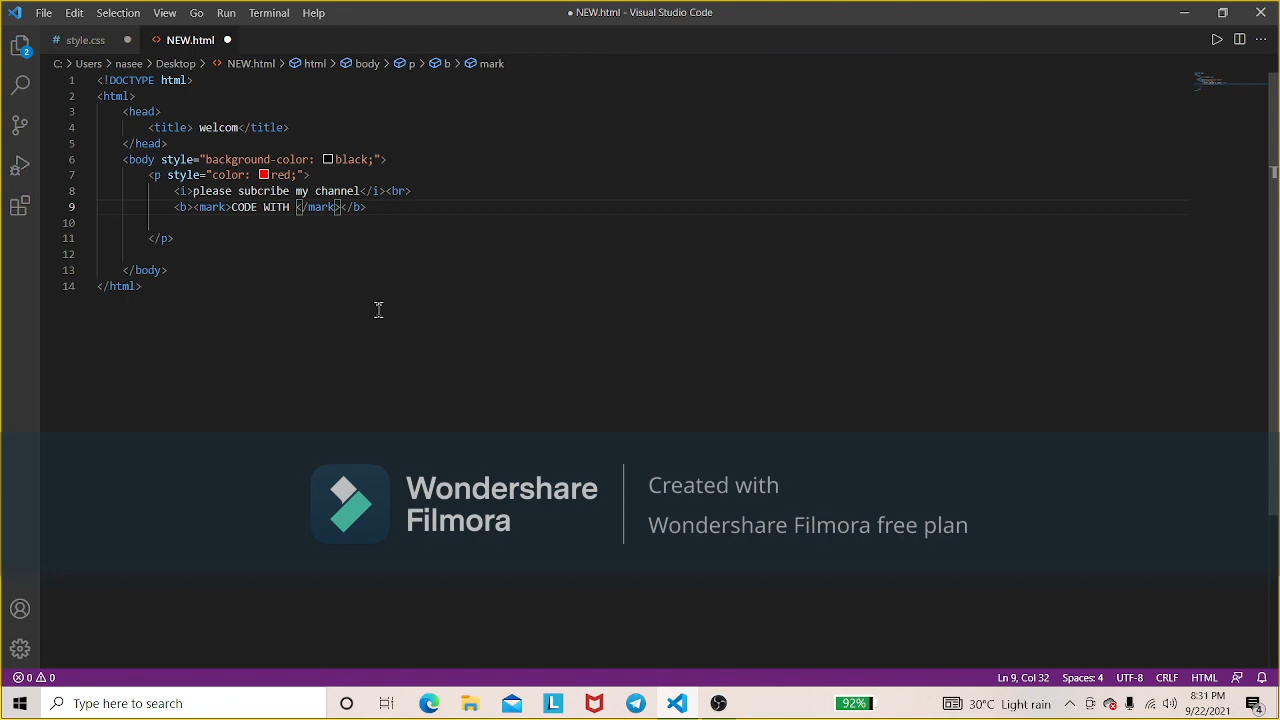 File Edit Selection View Go Run Terminal Help
● NEW.html - Visual Studio Code
2
# style.css
<> NEW.html
C: > Users > nasee > Desktop > <> NEW.html > html > body > p > b > mark
1 <!DOCTYPE html>
2 <html>
3 <head>
4 <title> welcom</title>
5 </head>
6 <body style="background-color: black;">
7 <p style="color: red;">
8 <i>please subcribe my channel</i><br>
9 <b><mark>CODE WITH </mark></b>
10
11 </p>
12
13 </body>
14 </html>
Wondershare
Filmora
Created with
Wondershare Filmora free plan
0 0
Ln 9, Col 32 Spaces: 4 UTF-8 CRLF HTML
Type here to search
L
92%
30°C Light rain
8:31 PM
9/22/2021
4